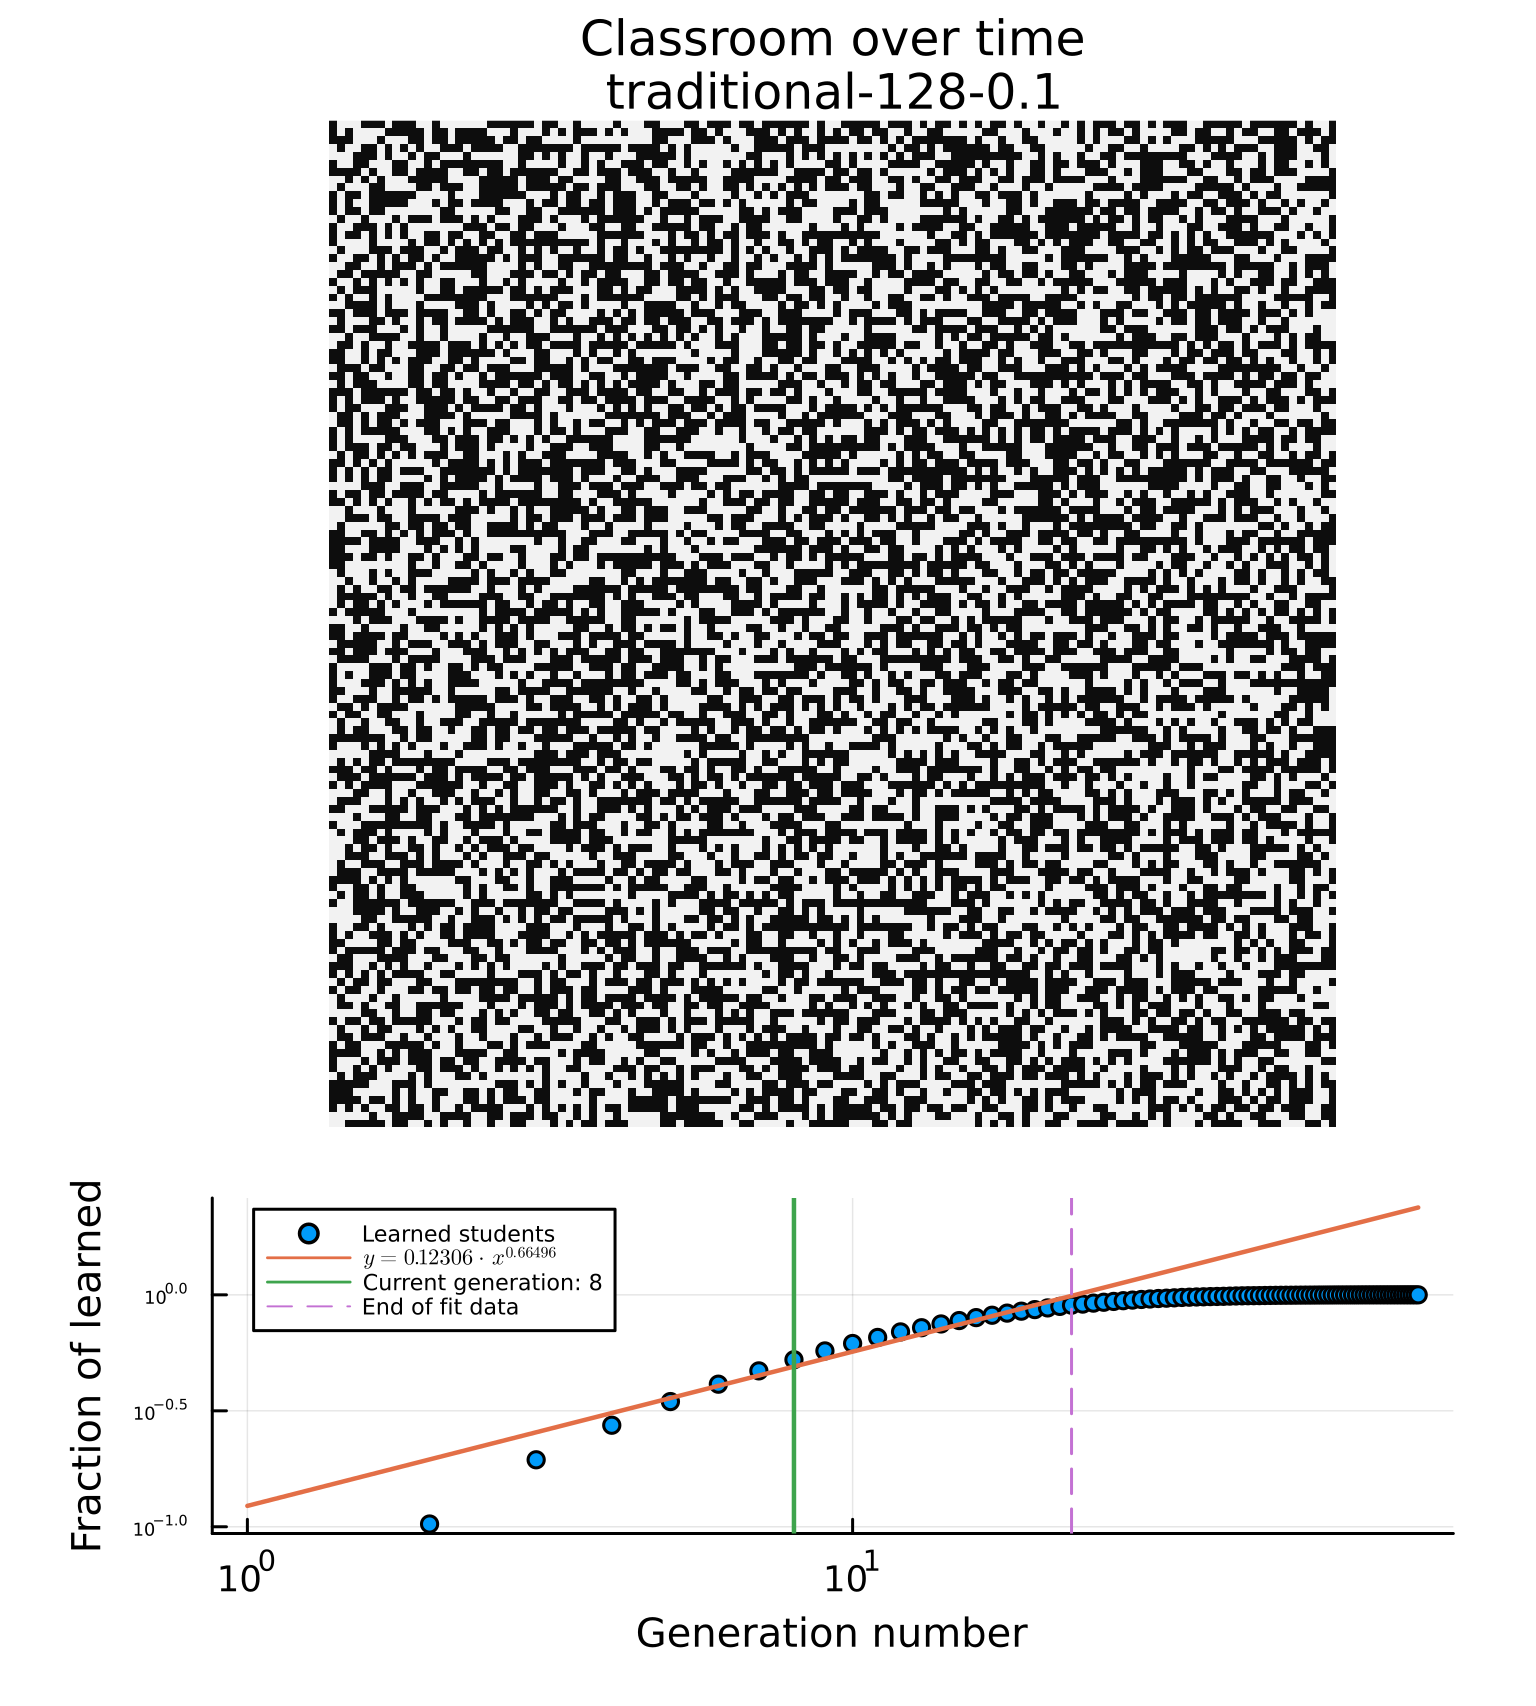 Classroom over time
traditional-128-0.1
Fraction of learned
Learned students
y = 0.12306 · x^0.66496
Current generation: 8
End of fit data
10^0.0
10^−0.5
10^−1.0
10^0
10^1
Generation number